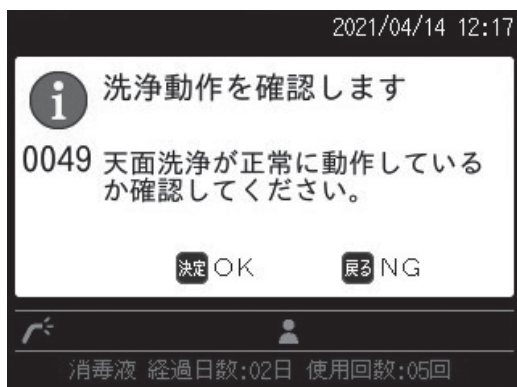 2021/04/14 12:17
洗浄動作を確認します
0049 天面洗浄が正常に動作している
か確認してください。
決定 OK 戻る NG
消毒液 経過日数:02日 使用回数:05回